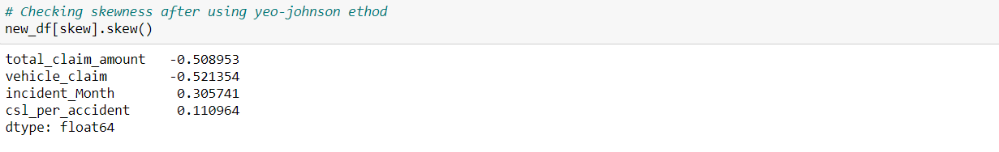 # Checking skewness after using yeo-johnson ethod
new_df[skew].skew()
total_claim_amount   -0.508953
vehicle_claim        -0.521354
incident_Month        0.305741
csl_per_accident      0.110964
dtype: float64